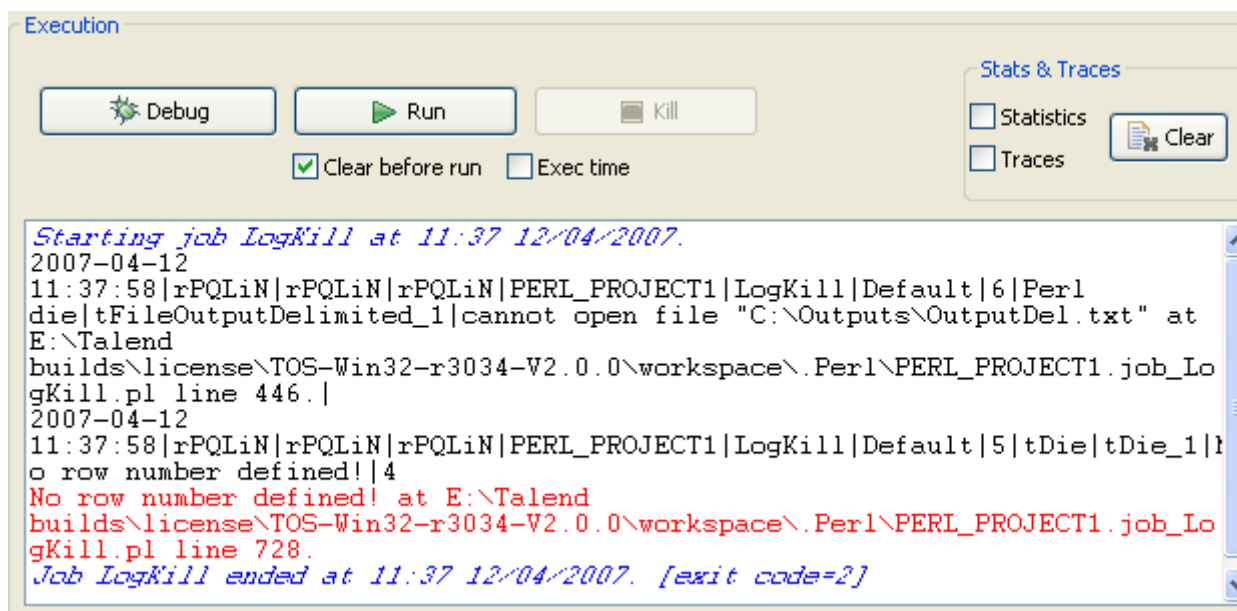 Execution
Stats & Traces
Debug
Run
Kill
Statistics
Clear
Clear before run
Exec time
Traces
Starting job LogKill at 11:37 12/04/2007.
2007-04-12
11:37:58|rPQLiN|rPQLiN|rPQLiN|PERL_PROJECT1|LogKill|Default|6|Perl
die|tFileOutputDelimited_1|cannot open file "C:\Outputs\OutputDel.txt" at
E:\Talend
builds\license\TOS-Win32-r3034-V2.0.0\workspace\.Perl\PERL_PROJECT1.job_Lo
gKill.pl line 446.|
2007-04-12
11:37:58|rPQLiN|rPQLiN|rPQLiN|PERL_PROJECT1|LogKill|Default|5|tDie|tDie_1|N
o row number defined!|4
No row number defined! at E:\Talend
builds\license\TOS-Win32-r3034-V2.0.0\workspace\.Perl\PERL_PROJECT1.job_Lo
gKill.pl line 728.
Job LogKill ended at 11:37 12/04/2007. [exit code=2]